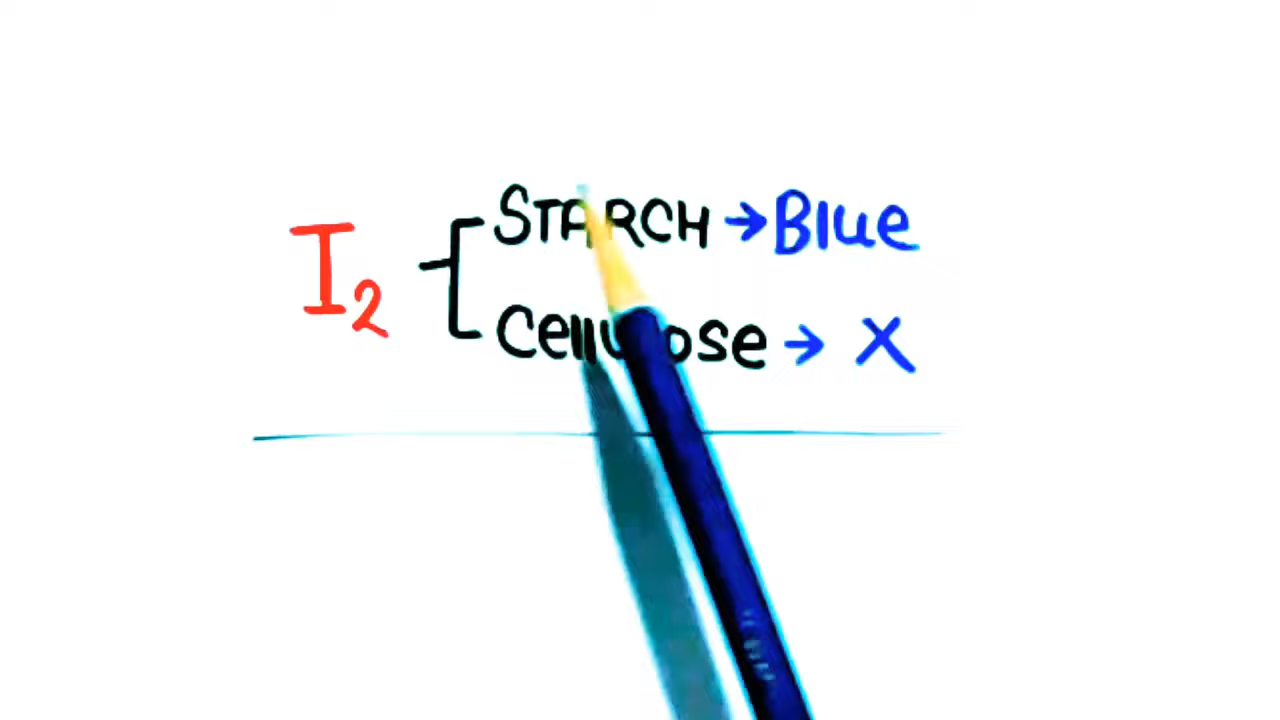 I₂
STARCH → Blue
Cellulose → X